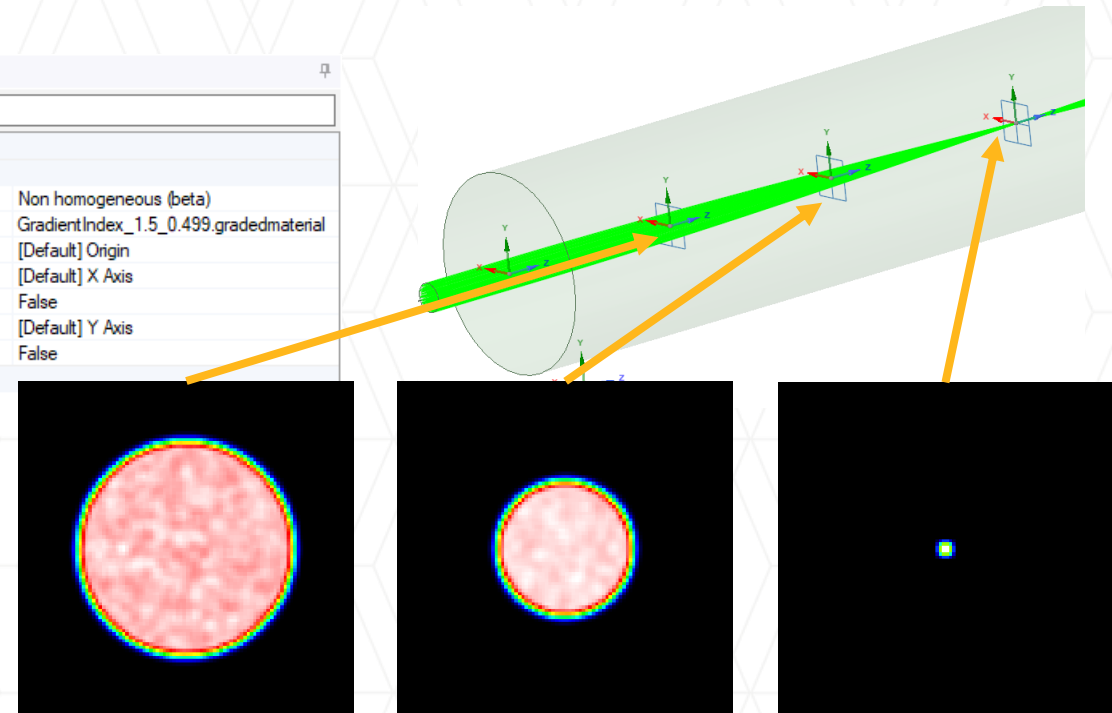 Non homogeneous (beta)
GradientIndex_1.5_0.499.gradedmaterial
[Default] Origin
[Default] X Axis
False
[Default] Y Axis
False
Y
X
Z
Y
X
Z
Y
X
Z
Y
X
Z
Y
Z